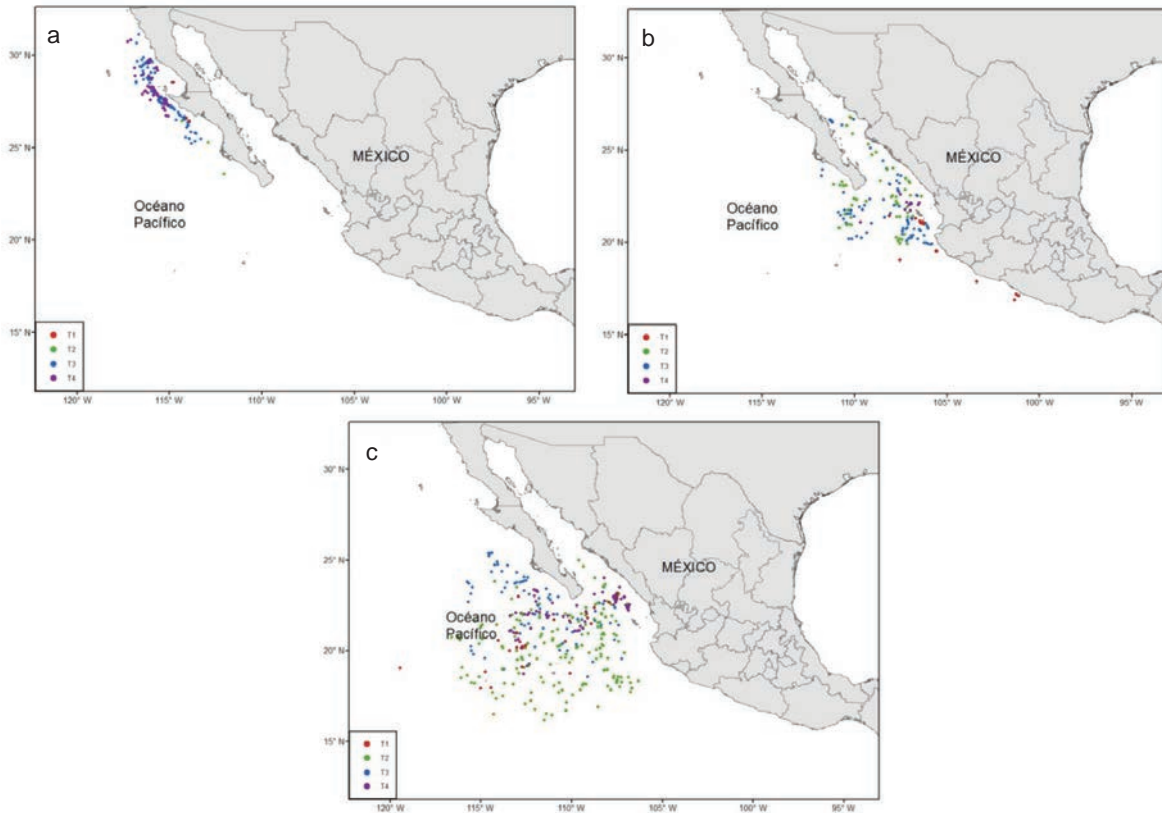 a
30° N
25° N
20° N
15° N
MÉXICO
Océano
Pacífico
T1
T2
T3
T4
120° W
115° W
110° W
105° W
100° W
95° W
b
30° N
25° N
20° N
15° N
MÉXICO
Océano
Pacífico
T1
T2
T3
T4
120° W
115° W
110° W
105° W
100° W
95° W
c
30° N
25° N
20° N
15° N
MÉXICO
Océano
Pacífico
T1
T2
T3
T4
120° W
115° W
110° W
105° W
100° W
95° W